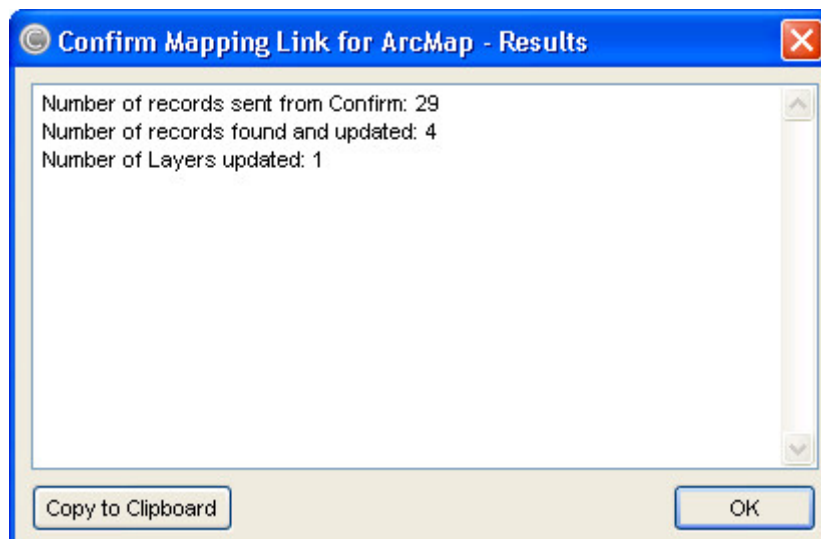 Confirm Mapping Link for ArcMap - Results
Number of records sent from Confirm: 29
Number of records found and updated: 4
Number of Layers updated: 1
Copy to Clipboard
OK